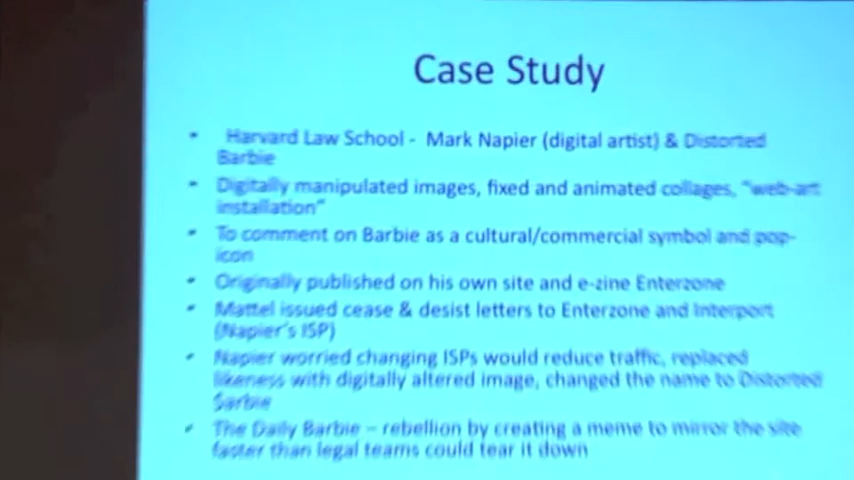 Case Study
• Harvard Law School - Mark Napier (digital artist) & Distorted
Barbie
• Digitally manipulated images, fixed and animated collages, "web-art
installation"
• To comment on Barbie as a cultural/commercial symbol and pop-
icon
• Originally published on his own site and e-zine Enterzone
• Mattel issued cease & desist letters to Enterzone and Interport
(Napier's ISP)
• Napier worried changing ISPs would reduce traffic, replaced
likeness with digitally altered image, changed the name to Distorted
$arbie
• The Daily Barbie – rebellion by creating a meme to mirror the site
faster than legal teams could tear it down